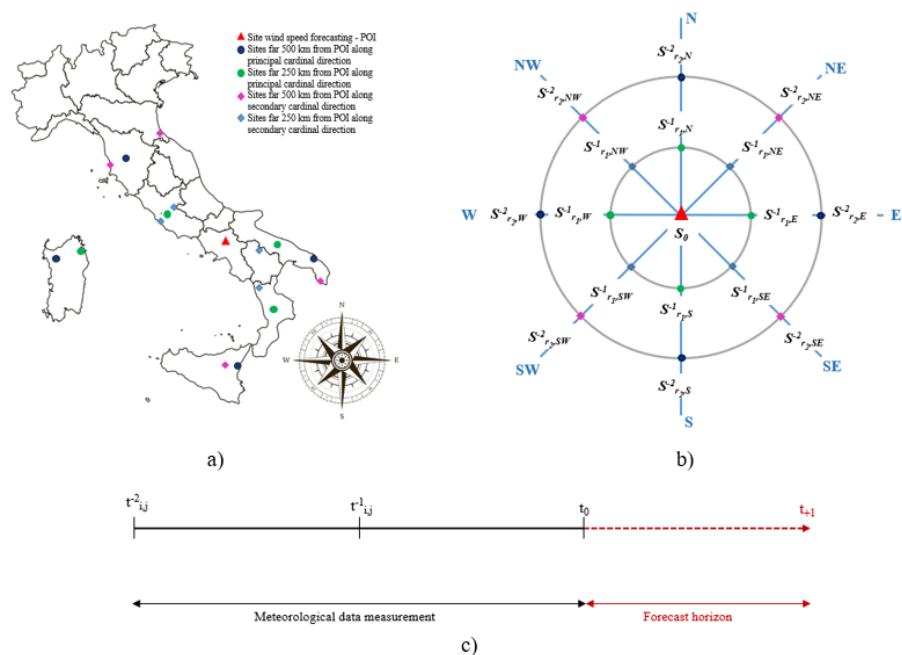 Site wind speed forecasting - POI
Sites far 500 km from POI along
principal cardinal direction
Sites far 250 km from POI along
principal cardinal direction
Sites far 500 km from POI along
secondary cardinal direction
Sites far 250 km from POI along
secondary cardinal direction
N
W
E
S
a)
N
NW
NE
S⁻²r₂,N
S⁻²r₂,NW
S⁻²r₂,NE
S⁻¹r₁,N
S⁻¹r₁,NW
S⁻¹r₁,NE
W
S⁻²r₂,W
S⁻¹r₁,W
S₀
S⁻¹r₁,E
S⁻²r₂,E
E
S⁻¹r₁,SW
S⁻¹r₁,SE
S⁻¹r₁,S
S⁻²r₂,SW
S⁻²r₂,SE
SW
SE
S⁻²r₂,S
S
b)
t⁻²i,j
t⁻¹i,j
t₀
t₊₁
Meteorological data measurement
Forecast horizon
c)